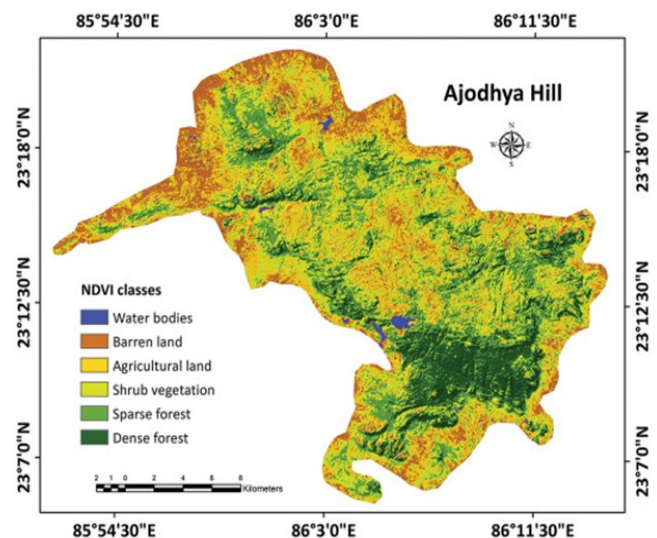 85°54'30"E 86°3'0"E 86°11'30"E
Ajodhya Hill
N
W E
S
23°18'0"N 23°18'0"N
23°12'30"N 23°12'30"N
NDVI classes
Water bodies
Barren land
Agricultural land
Shrub vegetation
Sparse forest
Dense forest
23°7'0"N 23°7'0"N
2 1 0 2 4 6 8
Kilometers
85°54'30"E 86°3'0"E 86°11'30"E